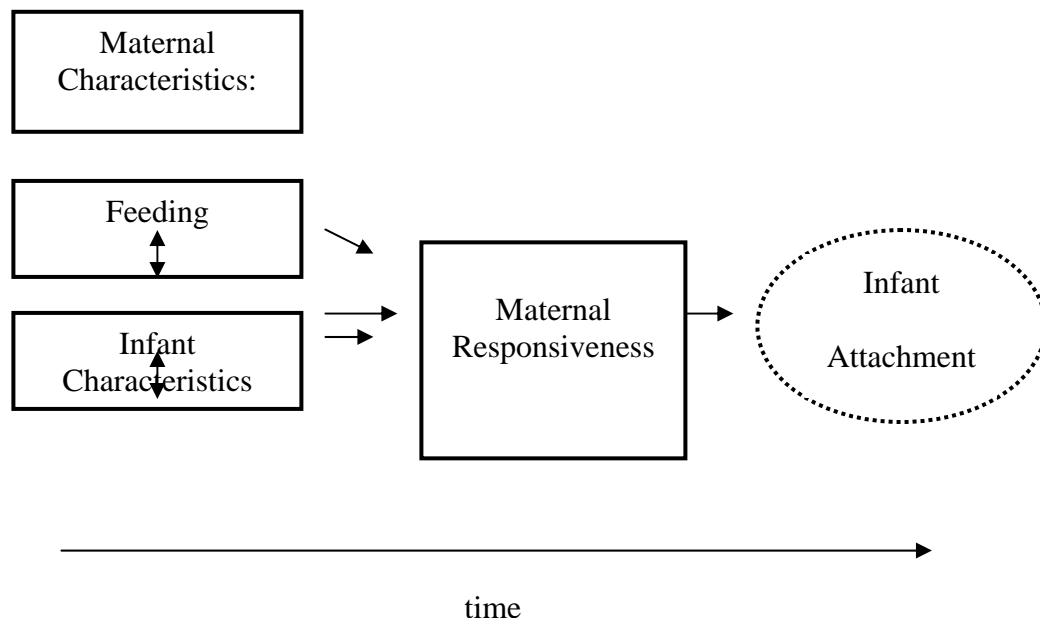 Maternal
Characteristics:
Feeding
Infant
Characteristics
Maternal
Responsiveness
Infant
Attachment
time